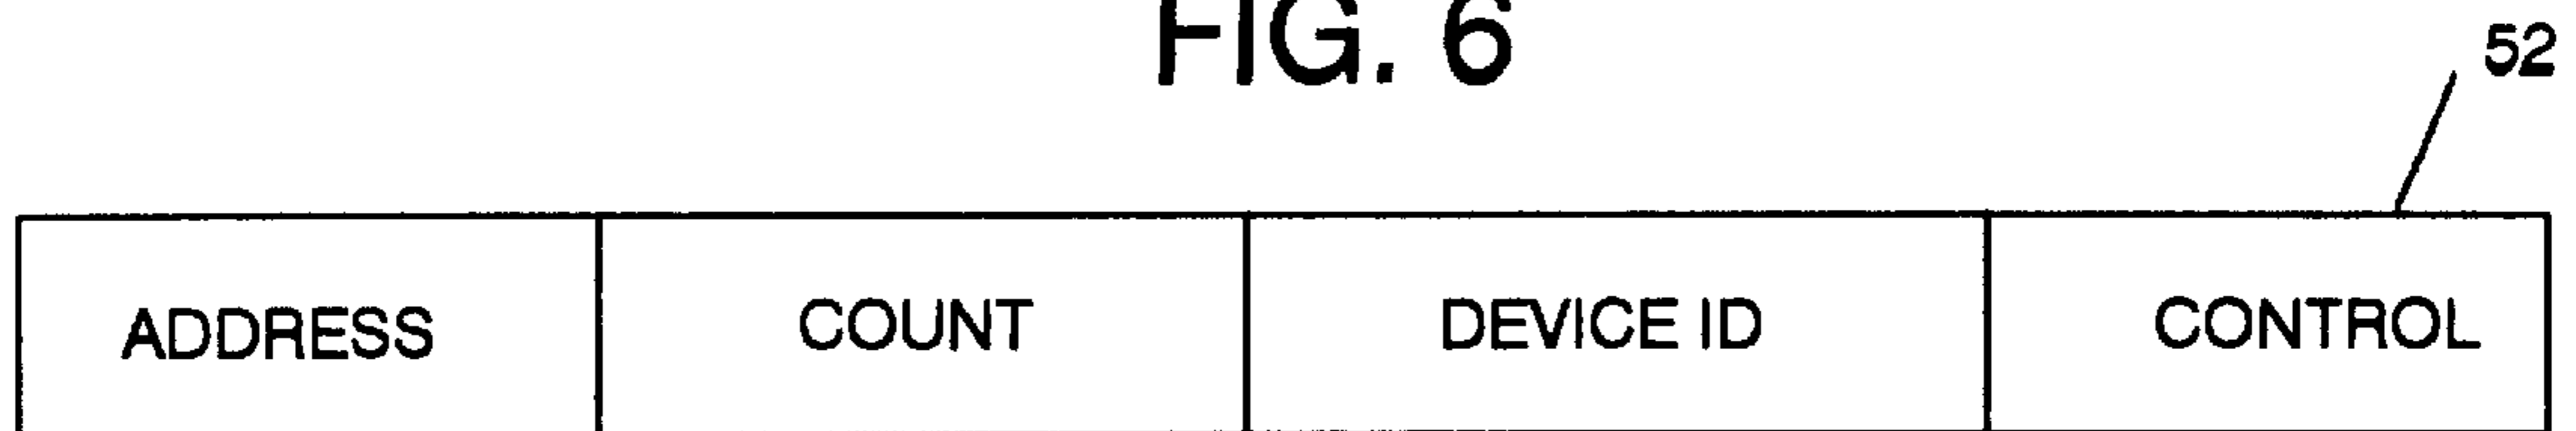 FIG. 6
52
ADDRESS COUNT DEVICE ID CONTROL